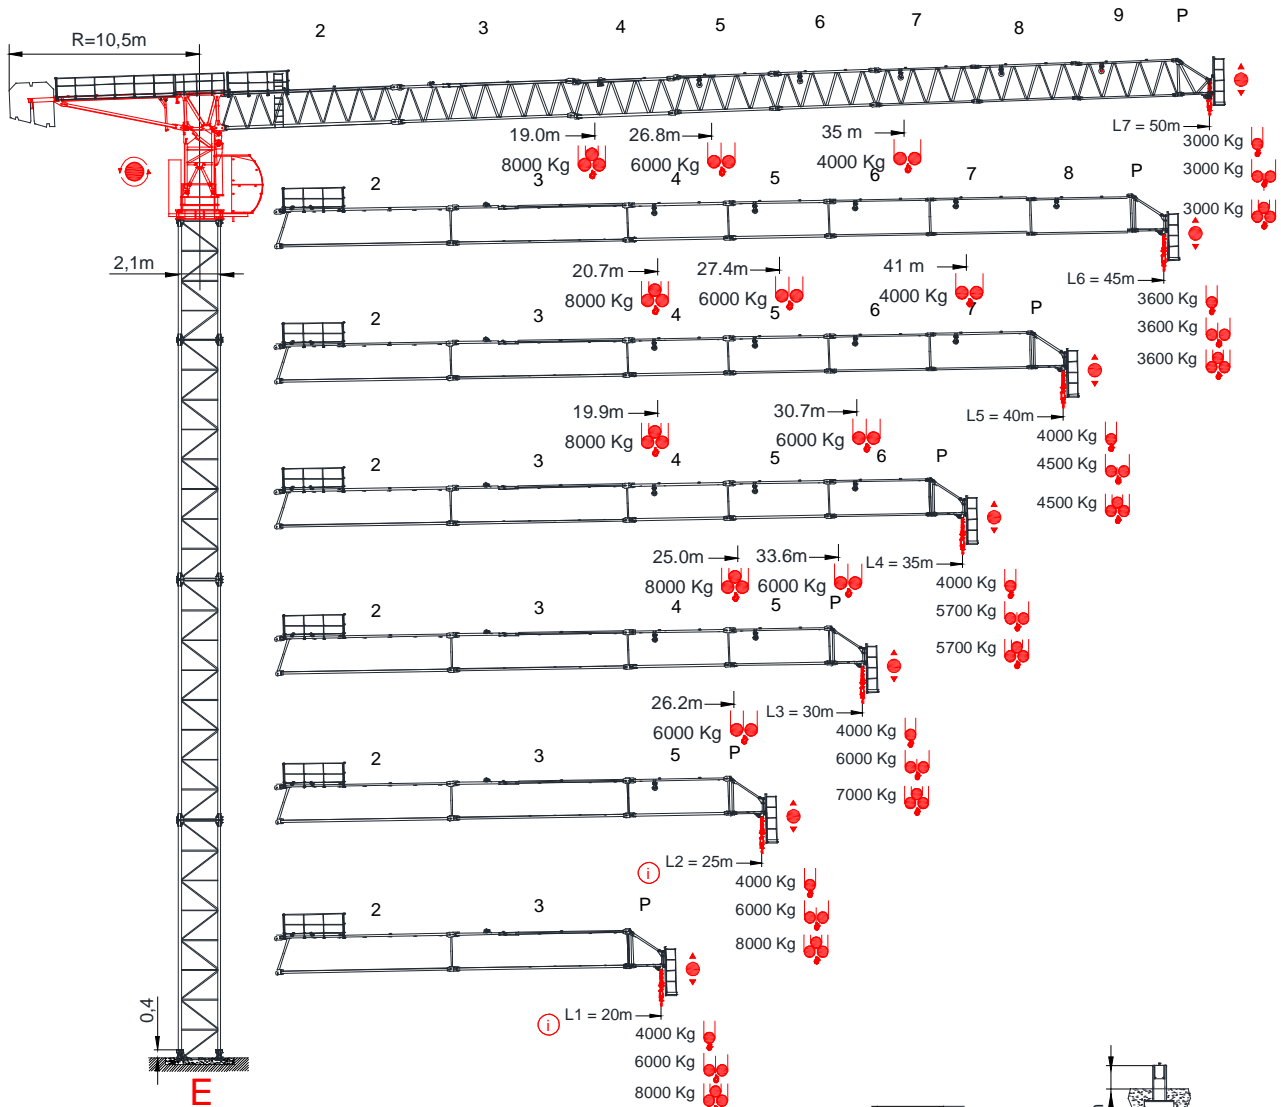 2 3 4 5 6 7 8 9 P
R=10,5m
L7 = 50m
19.0m 26.8m 35 m
8000 Kg 6000 Kg 4000 Kg
3000 Kg
3000 Kg
3000 Kg
2 3 4 5 6 7 8 P
2,1m
L6 = 45m
20.7m 27.4m 41 m
8000 Kg 6000 Kg 4000 Kg
3600 Kg
3600 Kg
3600 Kg
2 3 4 5 6 7 P
L5 = 40m
19.9m 30.7m
8000 Kg 6000 Kg
4000 Kg
4500 Kg
4500 Kg
2 3 4 5 6 P
L4 = 35m
25.0m 33.6m
8000 Kg 6000 Kg
4000 Kg
5700 Kg
5700 Kg
2 3 4 5 P
L3 = 30m
26.2m
6000 Kg
4000 Kg
6000 Kg
7000 Kg
2 3 5 P
i L2 = 25m
4000 Kg
6000 Kg
8000 Kg
2 3 P
i L1 = 20m
4000 Kg
6000 Kg
8000 Kg
0,4
E